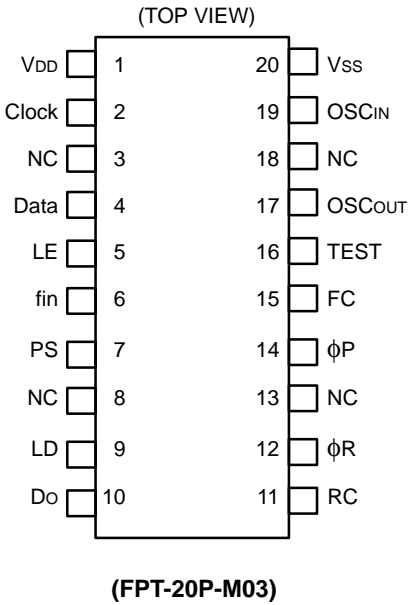 (TOP VIEW)
VDD 1 20 VSS
Clock 2 19 OSCIN
NC 3 18 NC
Data 4 17 OSCOUT
LE 5 16 TEST
fin 6 15 FC
PS 7 14 ϕP
NC 8 13 NC
LD 9 12 ϕR
DO 10 11 RC
(FPT-20P-M03)